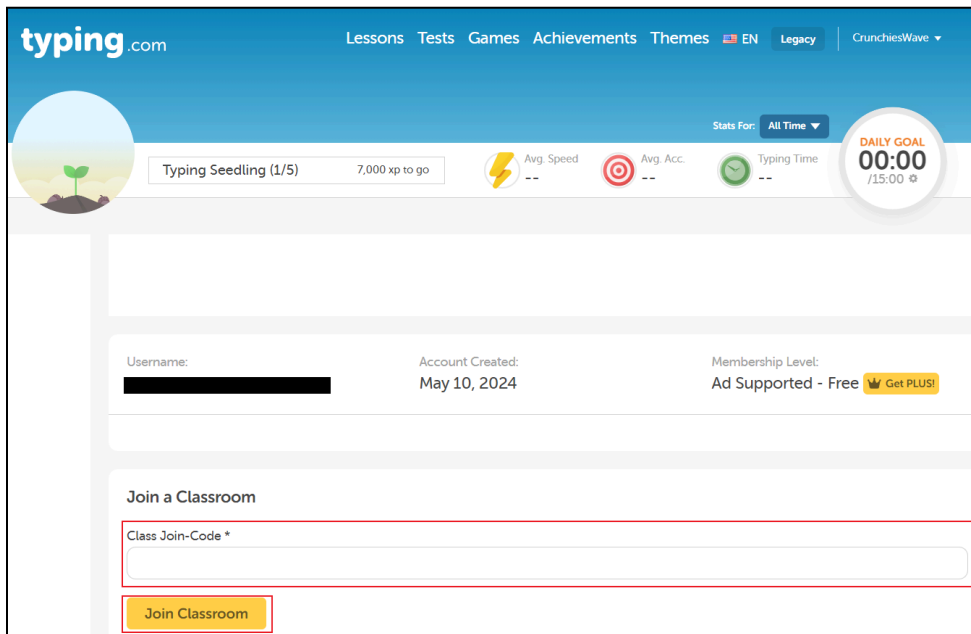 typing.com
Lessons Tests Games Achievements Themes EN Legacy CrunchiesWave
Stats For: All Time
DAILY GOAL
00:00
/15:00
Typing Seedling (1/5) 7,000 xp to go
Avg. Speed
--
Avg. Acc.
--
Typing Time
--
Username:
Account Created:
May 10, 2024
Membership Level:
Ad Supported - Free Get PLUS!
Join a Classroom
Class Join-Code *
Join Classroom